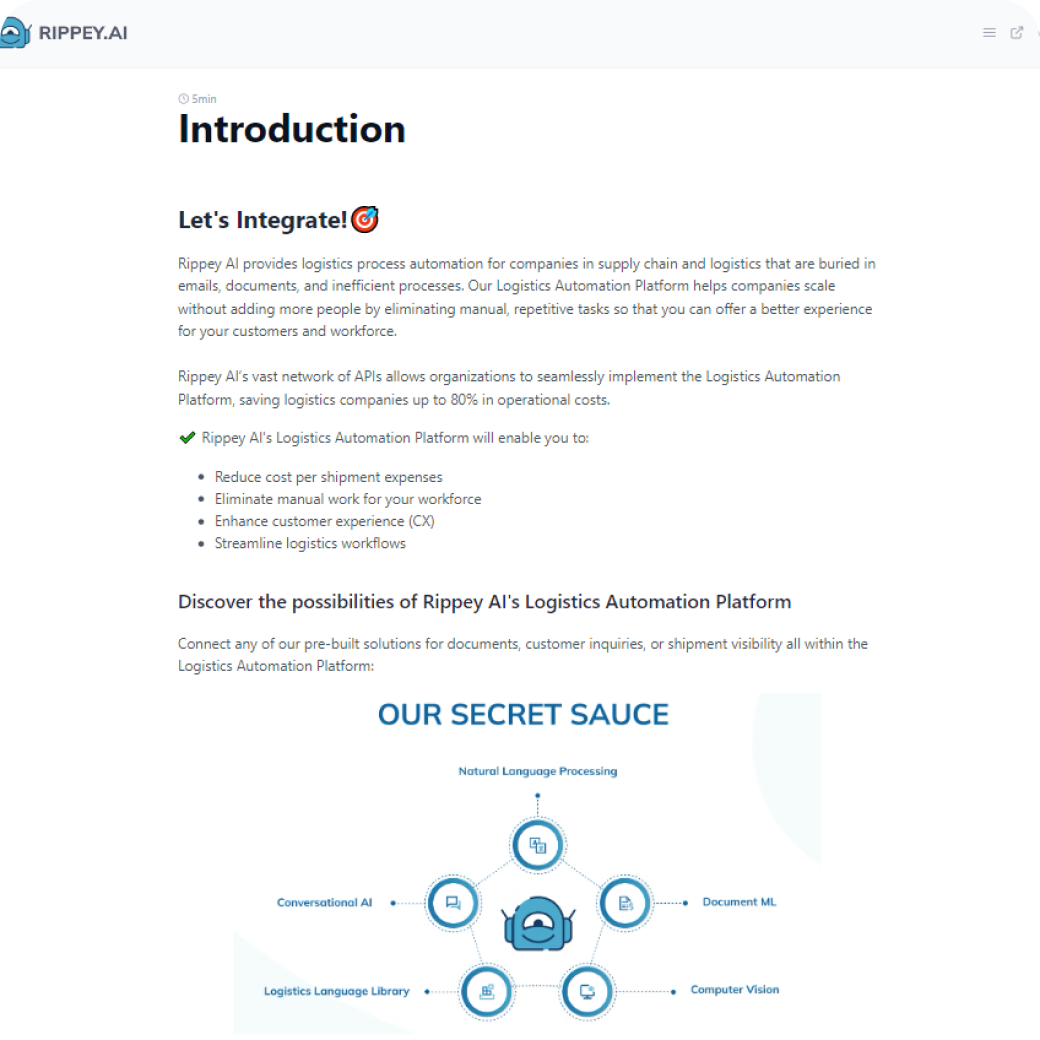 RIPPEY.AI
5min
Introduction
Let's Integrate!
Rippey AI provides logistics process automation for companies in supply chain and logistics that are buried in
emails, documents, and inefficient processes. Our Logistics Automation Platform helps companies scale
without adding more people by eliminating manual, repetitive tasks so that you can offer a better experience
for your customers and workforce.
Rippey AI's vast network of APIs allows organizations to seamlessly implement the Logistics Automation
Platform, saving logistics companies up to 80% in operational costs.
Rippey AI's Logistics Automation Platform will enable you to:
Reduce cost per shipment expenses
Eliminate manual work for your workforce
Enhance customer experience (CX)
Streamline logistics workflows
Discover the possibilities of Rippey AI's Logistics Automation Platform
Connect any of our pre-built solutions for documents, customer inquiries, or shipment visibility all within the
Logistics Automation Platform:
OUR SECRET SAUCE
Natural Language Processing
Conversational AI
Document ML
Logistics Language Library
Computer Vision